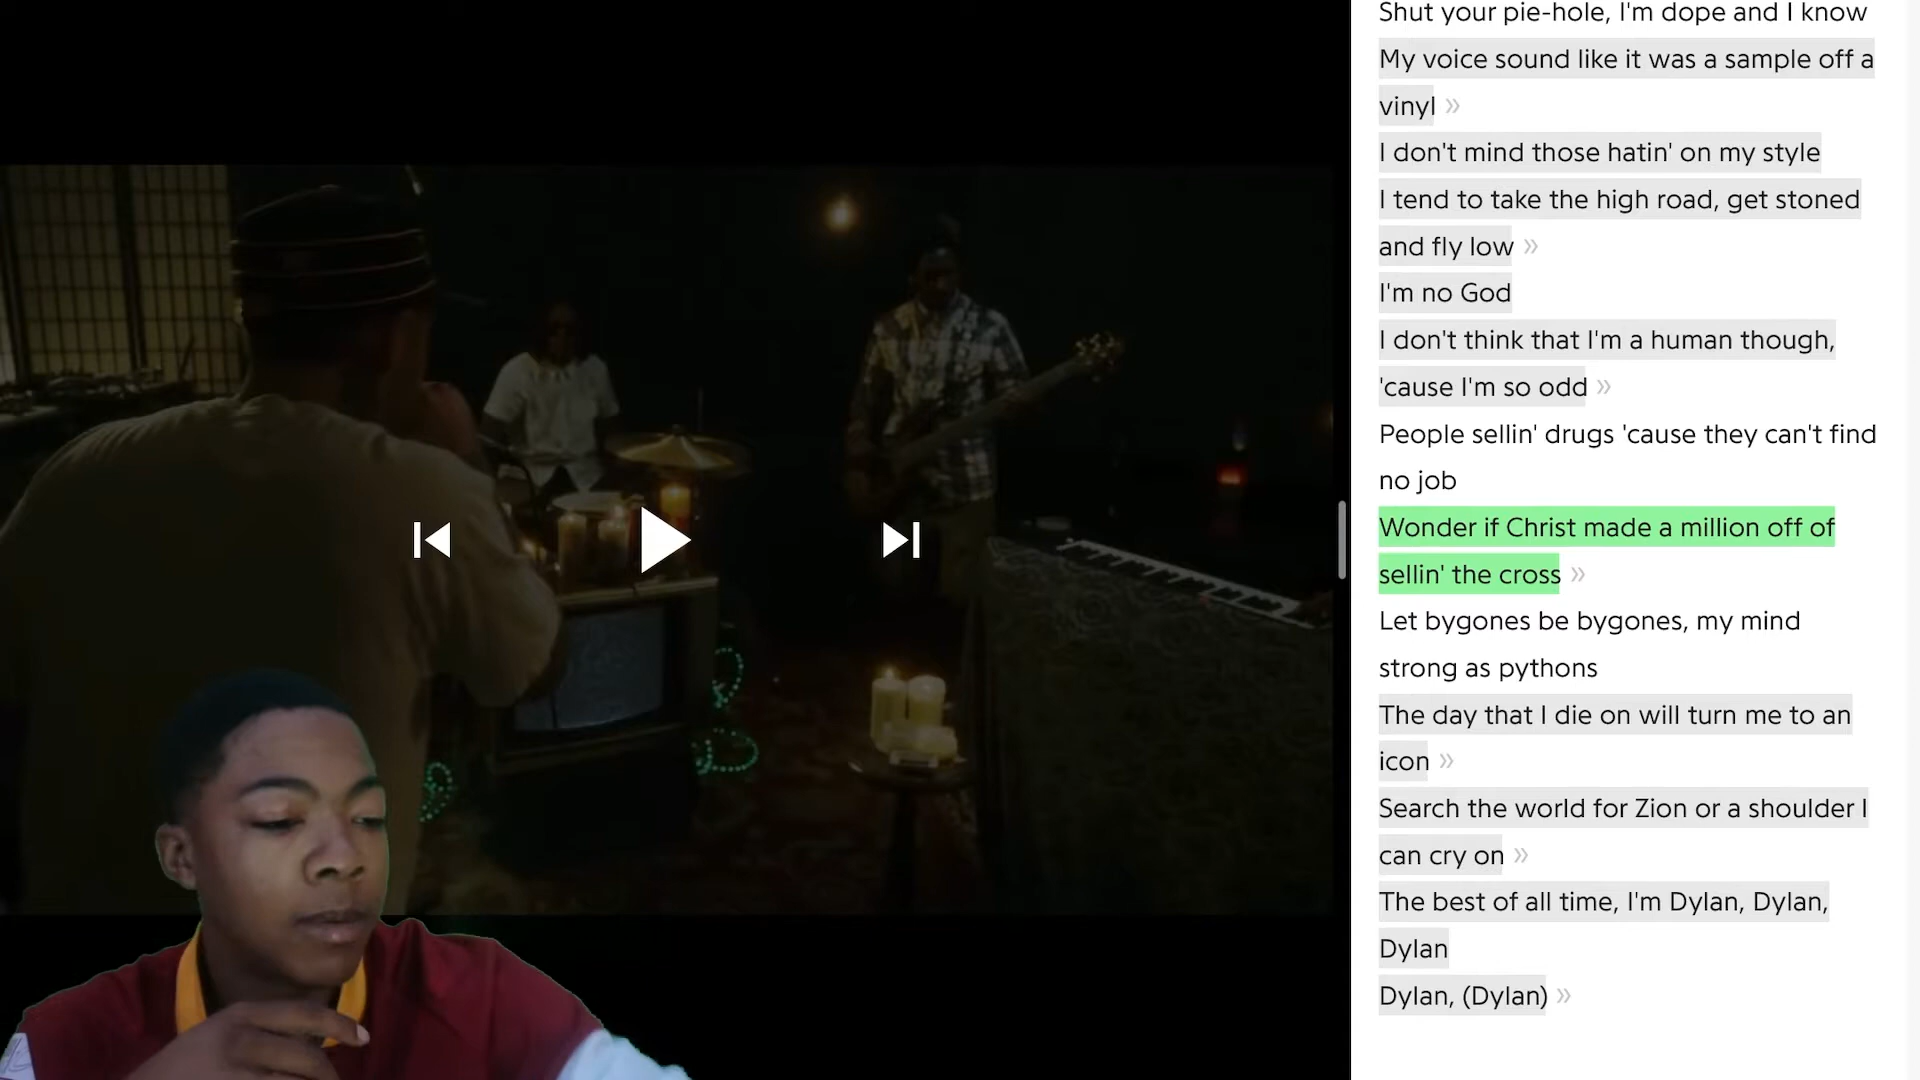 Shut your pie-hole, I'm dope and I know
My voice sound like it was a sample off a
vinyl »
I don't mind those hatin' on my style
I tend to take the high road, get stoned
and fly low »
I'm no God
I don't think that I'm a human though,
'cause I'm so odd »
People sellin' drugs 'cause they can't find
no job
Wonder if Christ made a million off of
sellin' the cross »
Let bygones be bygones, my mind
strong as pythons
The day that I die on will turn me to an
icon »
Search the world for Zion or a shoulder I
can cry on »
The best of all time, I'm Dylan, Dylan,
Dylan
Dylan, (Dylan) »